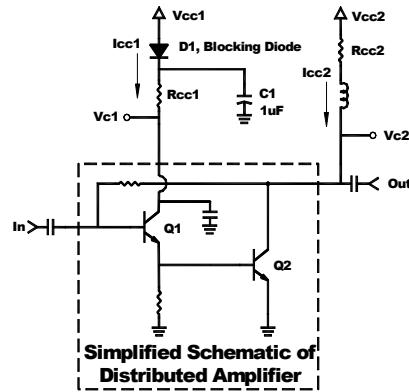 Vcc1
Vcc2
Icc1
D1, Blocking Diode
Rcc2
Icc2
Rcc1
C1
1uF
Vc1
Vc2
Out
In
Q1
Q2
Simplified Schematic of
Distributed Amplifier